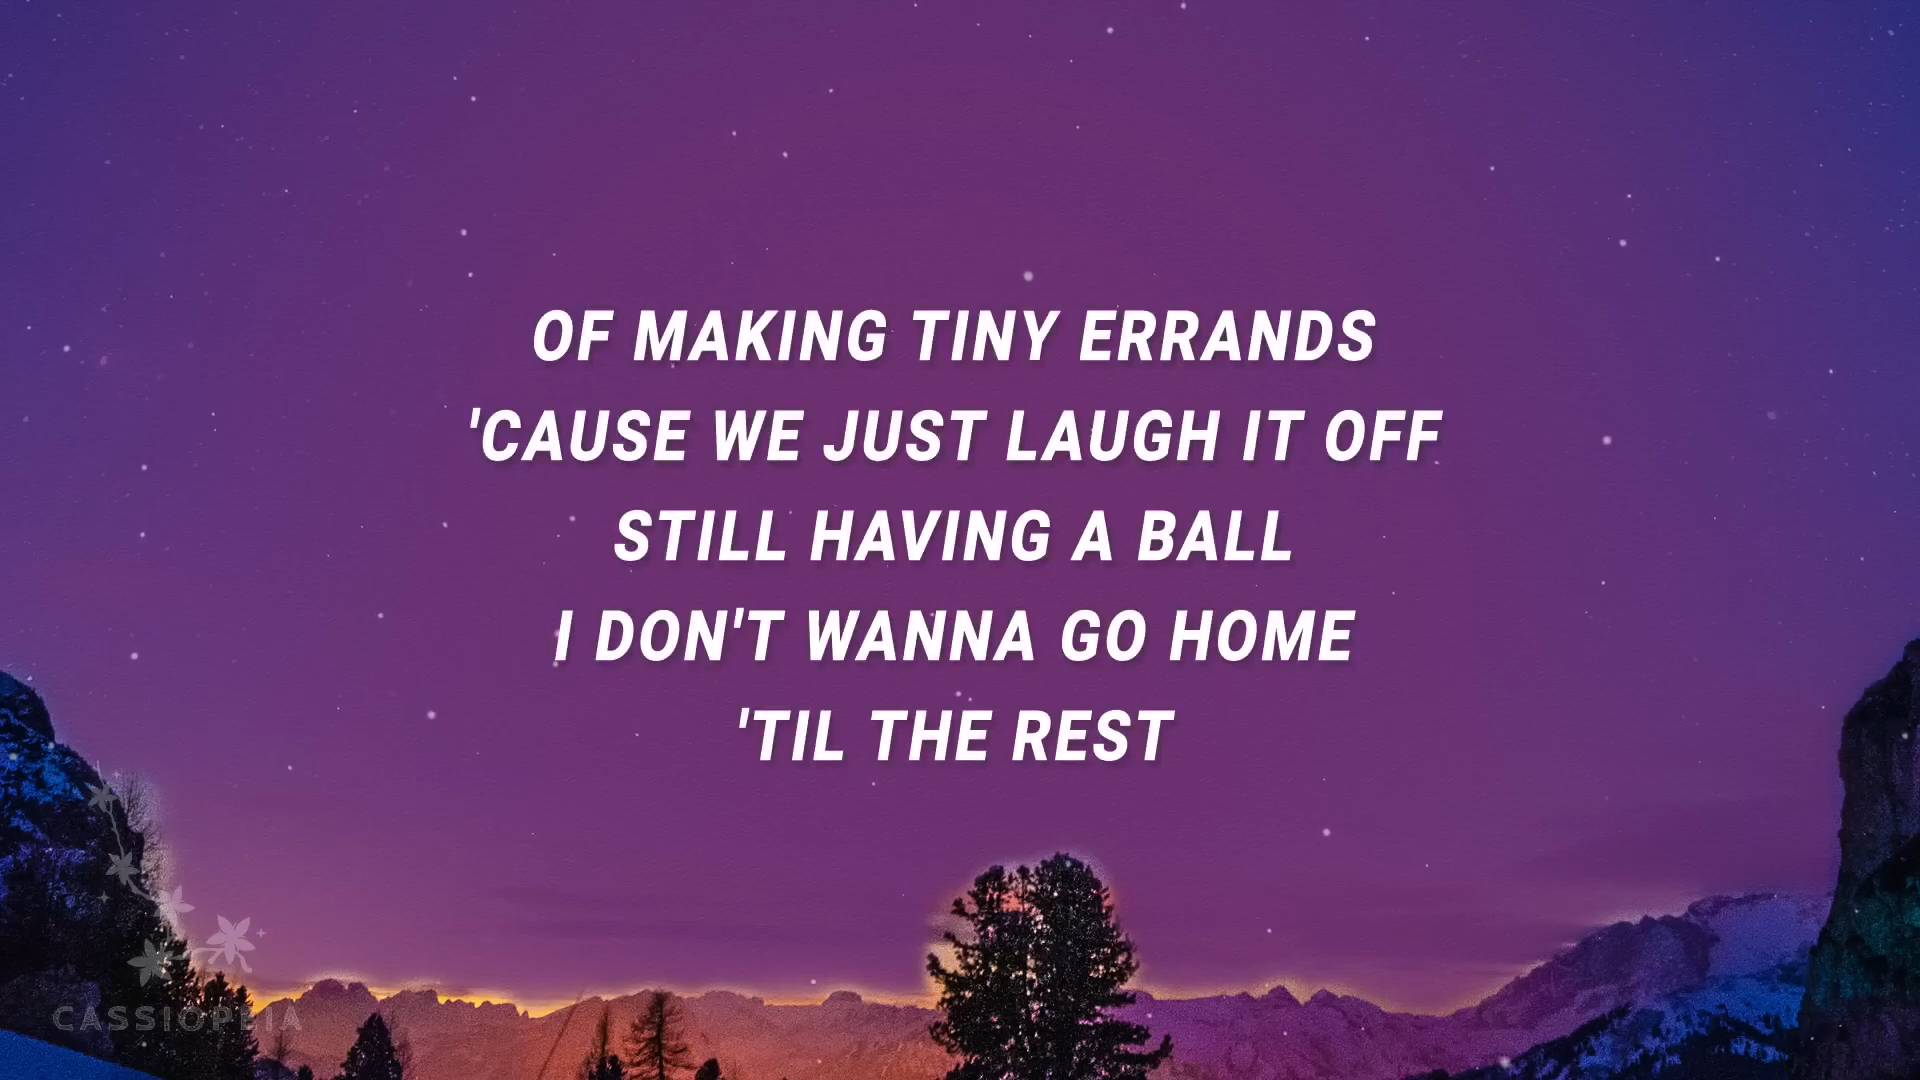 OF MAKING TINY ERRANDS
'CAUSE WE JUST LAUGH IT OFF
STILL HAVING A BALL
I DON'T WANNA GO HOME
'TIL THE REST
CASSIOPEIA